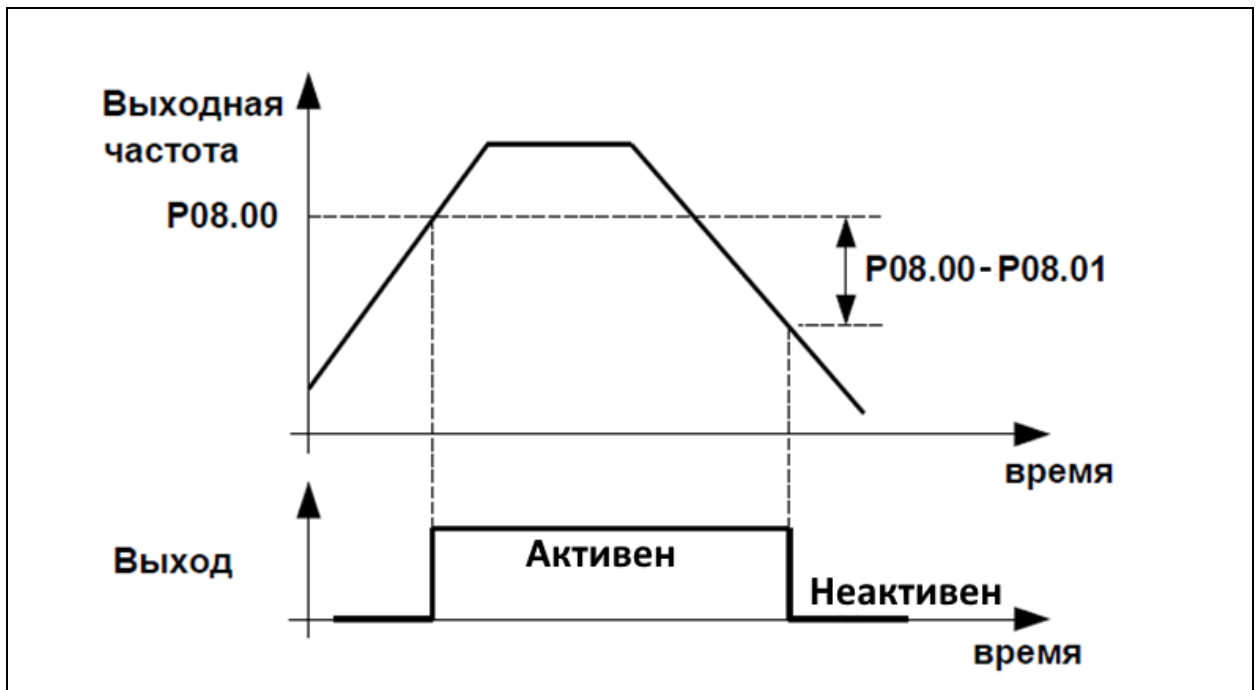 Выходная
частота
P08.00
P08.00-P08.01
время
Выход
Активен
Неактивен
время